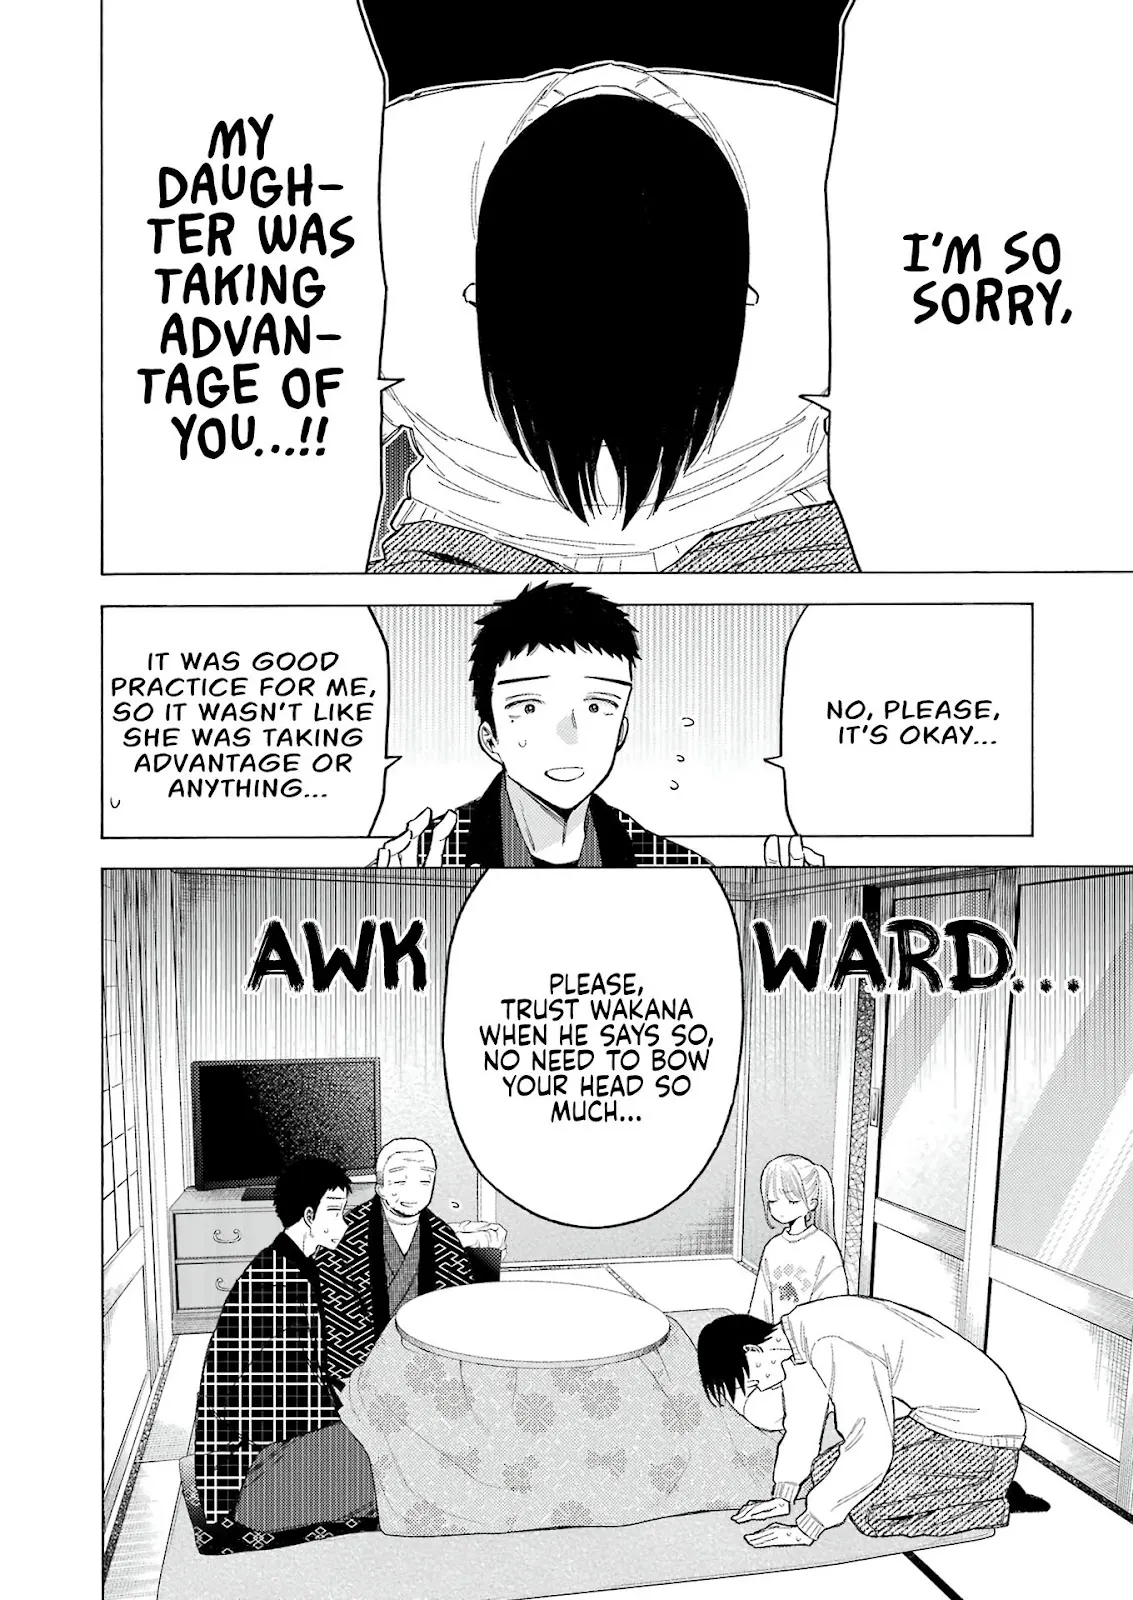 I'M SO
SORRY,
MY
DAUGH-
TER WAS
TAKING
ADVAN-
TAGE OF
YOU...!!
NO, PLEASE,
IT'S OKAY...
IT WAS GOOD
PRACTICE FOR ME,
SO IT WASN'T LIKE
SHE WAS TAKING
ADVANTAGE OR
ANYTHING...
AWK
WARD...
PLEASE,
TRUST WAKANA
WHEN HE SAYS SO,
NO NEED TO BOW
YOUR HEAD SO
MUCH...